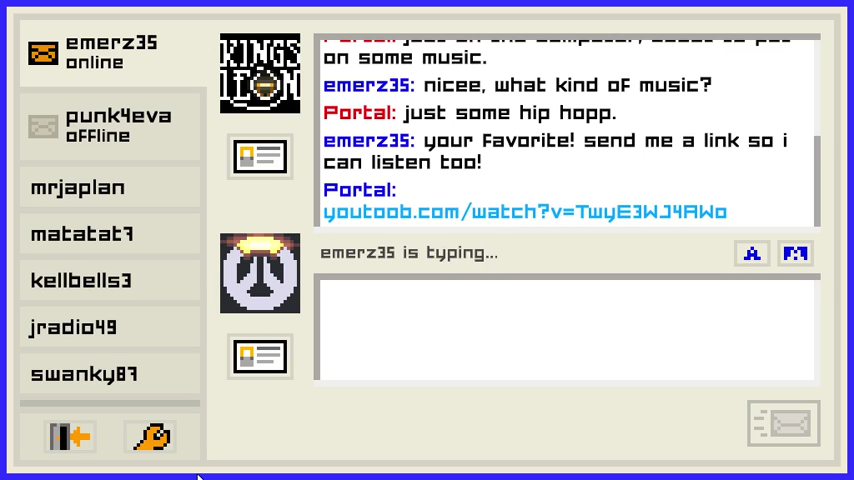 emerz35
online
punk4eva
offline
mrjaplan
matatat7
kellbells3
jradio49
swanky87
KINGS
LEON
on some music.
emerz35: nicee, what kind of music?
Portal: just some hip hopp.
emerz35: your favorite! send me a link so i
can listen too!
Portal:
youtoob.com/watch?v=TwyE3WJ4AWo
emerz35 is typing...
A